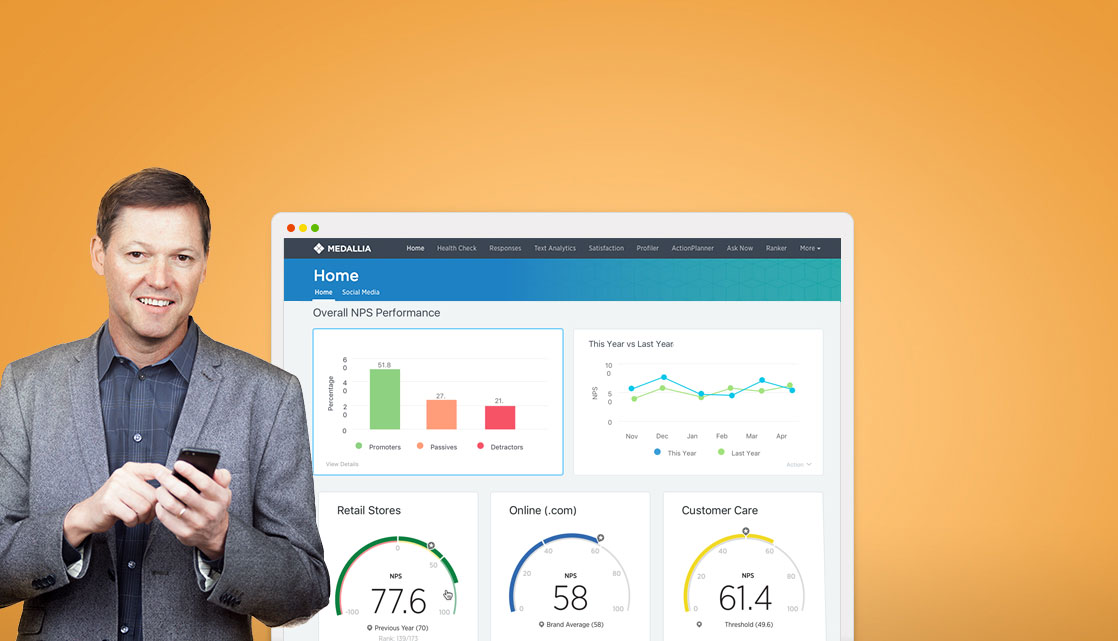 MEDALLIA Home Health Check Responses Text Analytics Satisfaction Profiler ActionPlanner Ask Now Ranker More
Home
Home Social Media
Overall NPS Performance
Percentage
6
0
4
0
2
0
0
51.8
27.
21.
Promoters Passives Detractors
View Details
This Year vs Last Year
NPS
10
0
5
0
0
Nov Dec Jan Feb Mar Apr
This Year Last Year
Action
Retail Stores
0
50
-100
100
NPS
77.6
Previous Year (70)
Rank 139/173
Online (.com)
40 60
20 80
0 100
NPS
58
Brand Average (58)
Customer Care
40 60
20 80
0 100
NPS
61.4
Threshold (49.6)